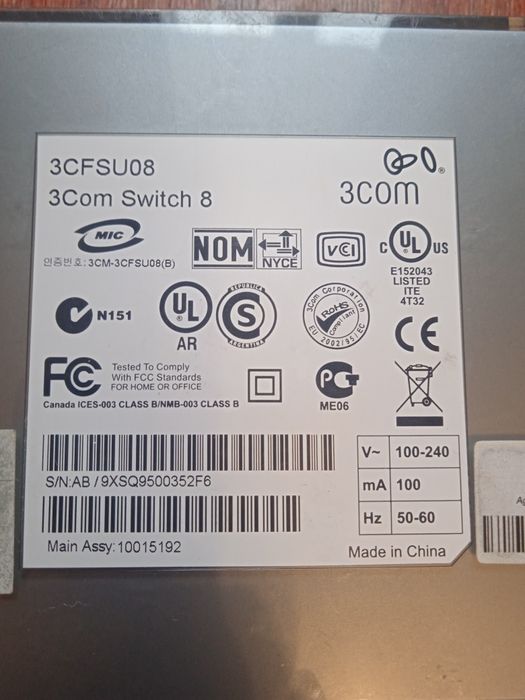 3CFSU08
3Com Switch 8
3COM
MIC
인증번호: 3CM-3CFSU08(B)
NOM
NYCE
VCI
C UL US
E152043
LISTED
ITE
4T32
N151
UL
AR
REPUBLICA
S
ARGENTINA
3Com Corporation
RoHS
Compliant
EU 2002/95/EC
CE
FC
Tested To Comply
With FCC Standards
FOR HOME OR OFFICE
Canada ICES-003 CLASS B/NMB-003 CLASS B
ME06
S/N:AB / 9XSQ9500352F6
V~ 100-240
mA 100
Hz 50-60
Main Assy: 10015192
Made in China